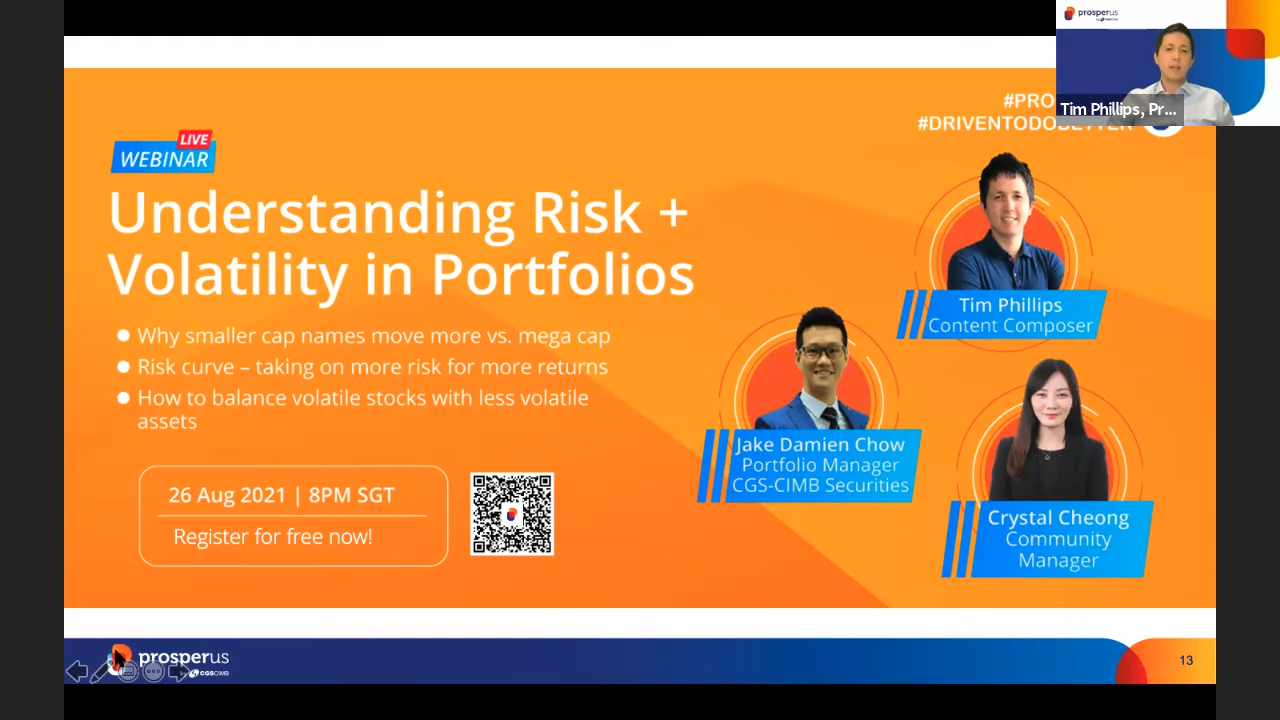 prosperus
Tim Phillips, Pr...
#PRO
#DRIVENTODOBETTER
LIVE
WEBINAR
Understanding Risk +
Volatility in Portfolios
Why smaller cap names move more vs. mega cap
Risk curve – taking on more risk for more returns
How to balance volatile stocks with less volatile
assets
26 Aug 2021 | 8PM SGT
Register for free now!
Tim Phillips
Content Composer
Jake Damien Chow
Portfolio Manager
CGS-CIMB Securities
Crystal Cheong
Community
Manager
prosperus
by CGS CIMB
13